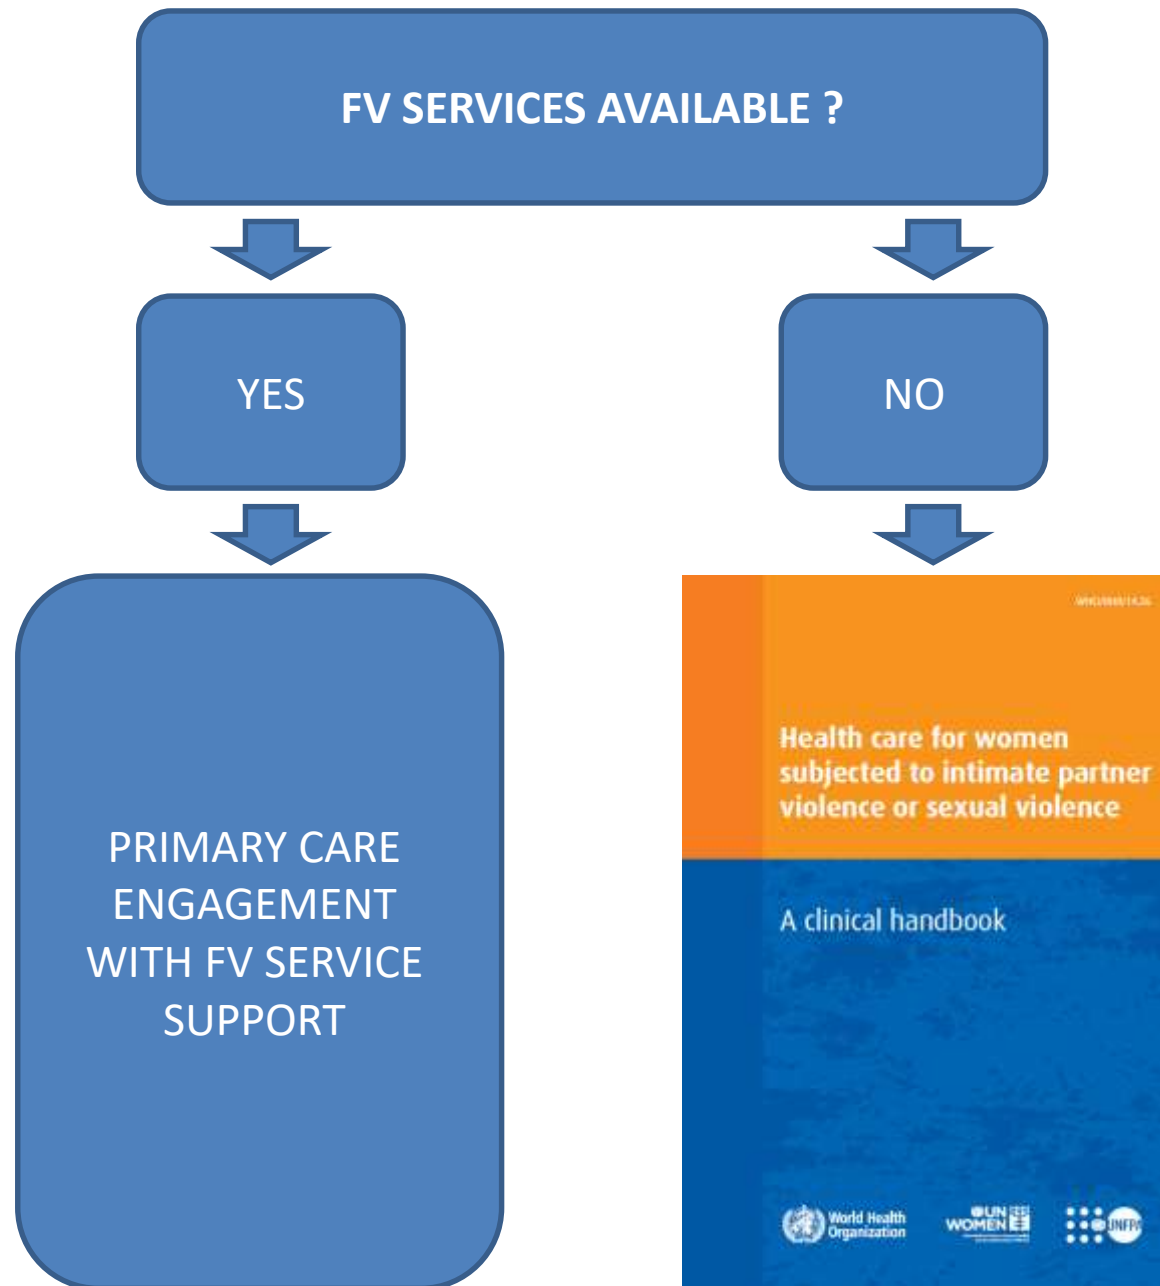 FV SERVICES AVAILABLE ?
YES
NO
PRIMARY CARE
ENGAGEMENT
WITH FV SERVICE
SUPPORT
Health care for women
subjected to intimate partner
violence or sexual violence
A clinical handbook
World Health
Organization
UN
WOMEN
UNFPA